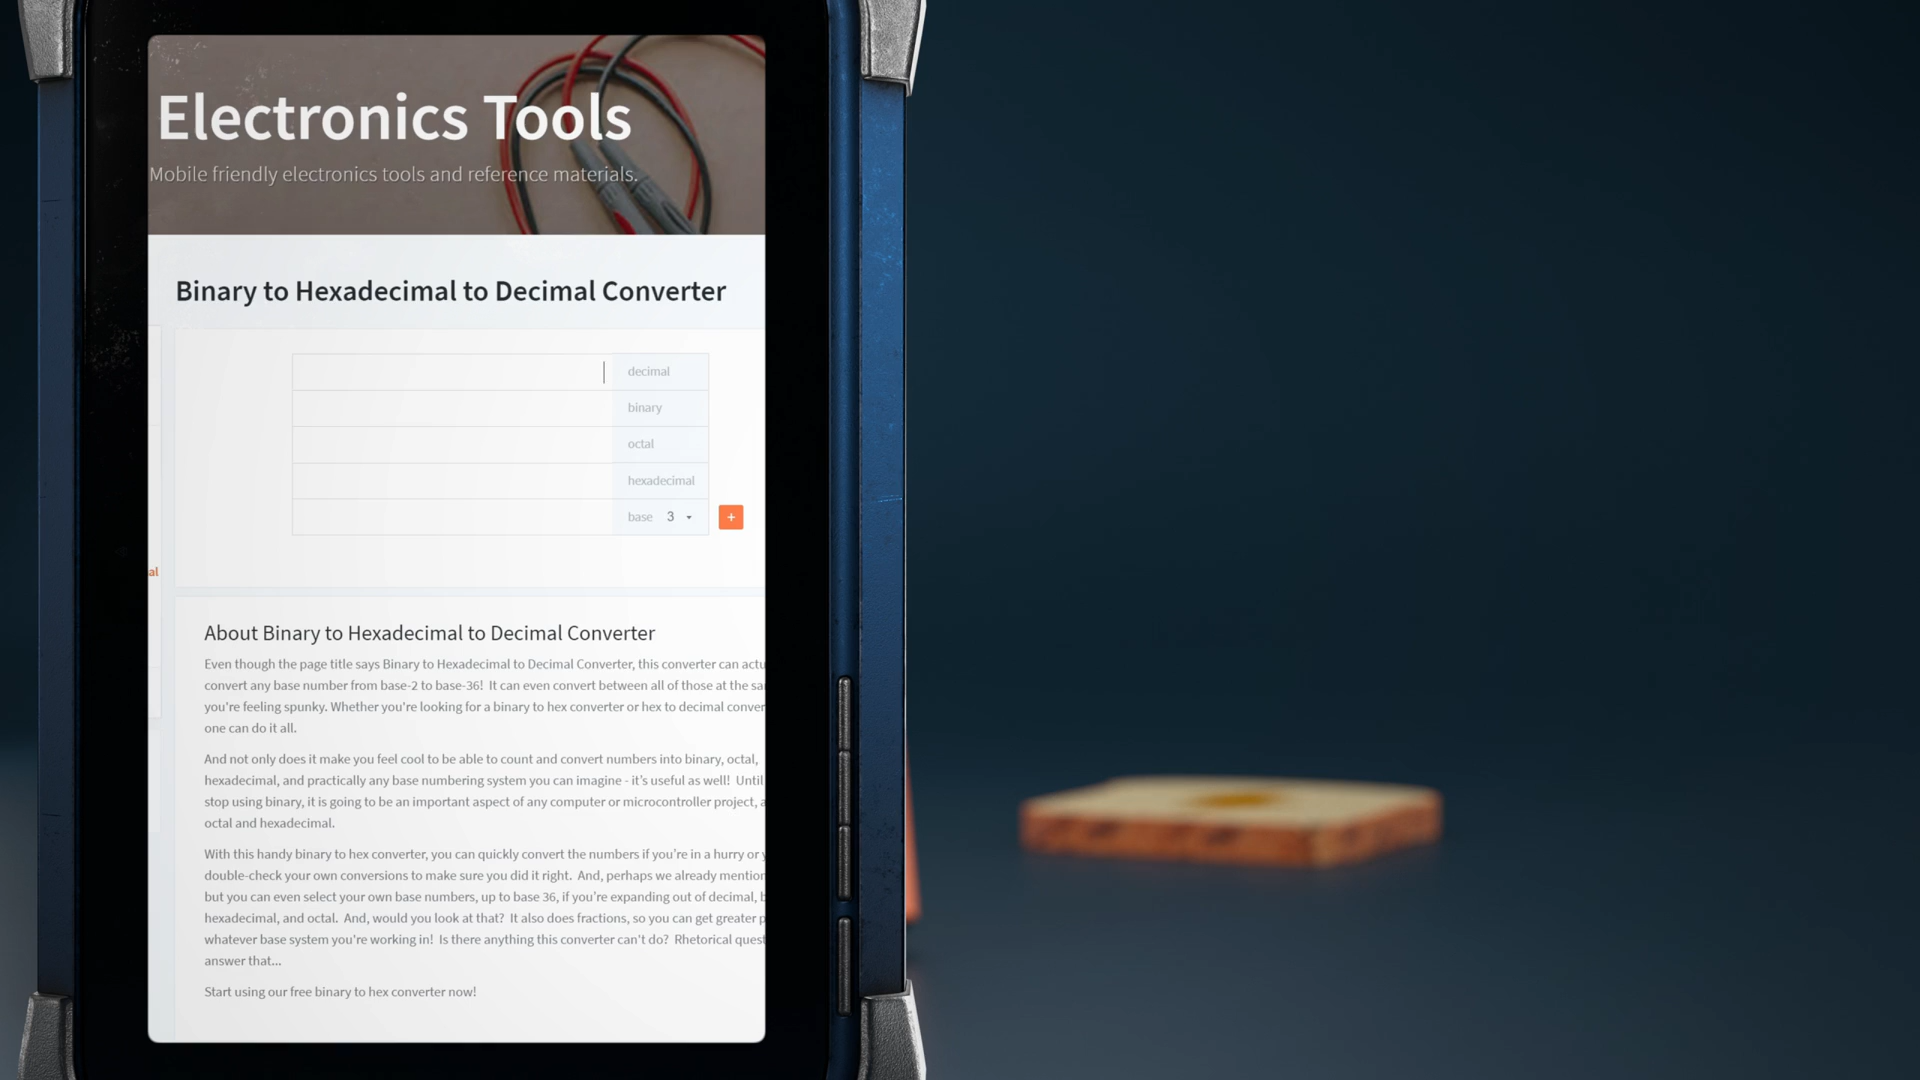 Electronics Tools
Mobile friendly electronics tools and reference materials.
Binary to Hexadecimal to Decimal Converter
decimal
binary
octal
hexadecimal
base 3
+
al
About Binary to Hexadecimal to Decimal Converter
Even though the page title says Binary to Hexadecimal to Decimal Converter, this converter can actu
convert any base number from base-2 to base-36! It can even convert between all of those at the sa
you're feeling spunky. Whether you're looking for a binary to hex converter or hex to decimal conver
one can do it all.
And not only does it make you feel cool to be able to count and convert numbers into binary, octal,
hexadecimal, and practically any base numbering system you can imagine - it's useful as well! Until
stop using binary, it is going to be an important aspect of any computer or microcontroller project, a
octal and hexadecimal.
With this handy binary to hex converter, you can quickly convert the numbers if you're in a hurry or y
double-check your own conversions to make sure you did it right. And, perhaps we already mention
but you can even select your own base numbers, up to base 36, if you're expanding out of decimal, b
hexadecimal, and octal. And, would you look at that? It also does fractions, so you can get greater p
whatever base system you're working in! Is there anything this converter can't do? Rhetorical quest
answer that...
Start using our free binary to hex converter now!